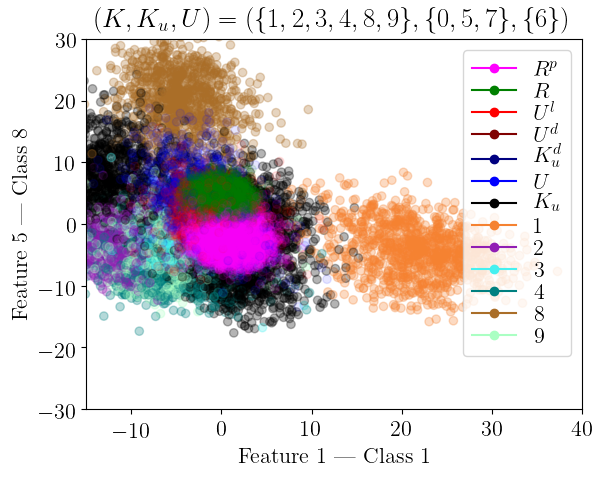 (K, K_u, U) = ({1, 2, 3, 4, 8, 9}, {0, 5, 7}, {6})
30
20
10
0
−10
−20
−30
Feature 5 — Class 8
R^p
R
U^l
U^d
K_u^d
U
K_u
1
2
3
4
8
9
−10
0
10
20
30
40
Feature 1 — Class 1